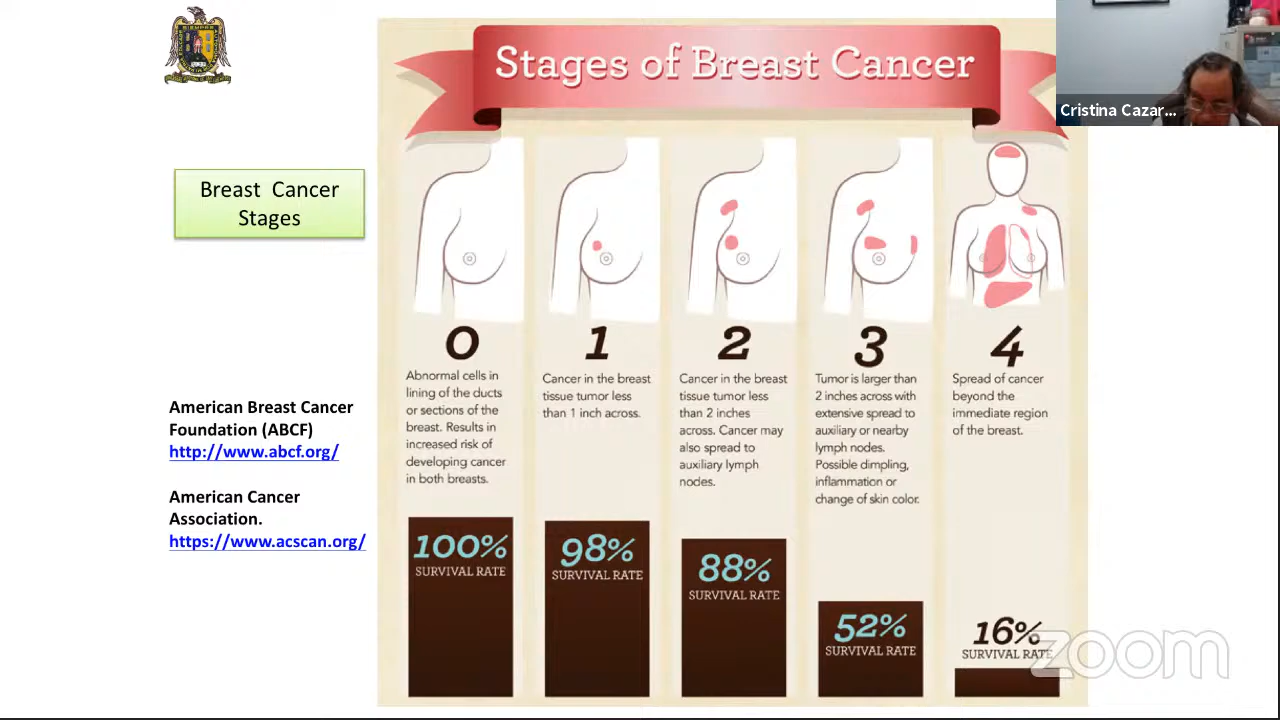 Stages of Breast Cancer
Cristina Cazar...
Breast Cancer
Stages
American Breast Cancer
Foundation (ABCF)
http://www.abcf.org/
American Cancer
Association.
https://www.acscan.org/
0
Abnormal cells in
lining of the ducts
or sections of the
breast. Results in
increased risk of
developing cancer
in both breasts.
100%
SURVIVAL RATE
1
Cancer in the breast
tissue tumor less
than 1 inch across.
98%
SURVIVAL RATE
2
Cancer in the breast
tissue tumor less
than 2 inches
across. Cancer may
also spread to
auxiliary lymph
nodes.
88%
SURVIVAL RATE
3
Tumor is larger than
2 inches across with
extensive spread to
auxiliary or nearby
lymph nodes.
Possible dimpling,
inflammation or
change of skin color.
52%
SURVIVAL RATE
4
Spread of cancer
beyond the
immediate region
of the breast.
16%
SURVIVAL RATE
zoom